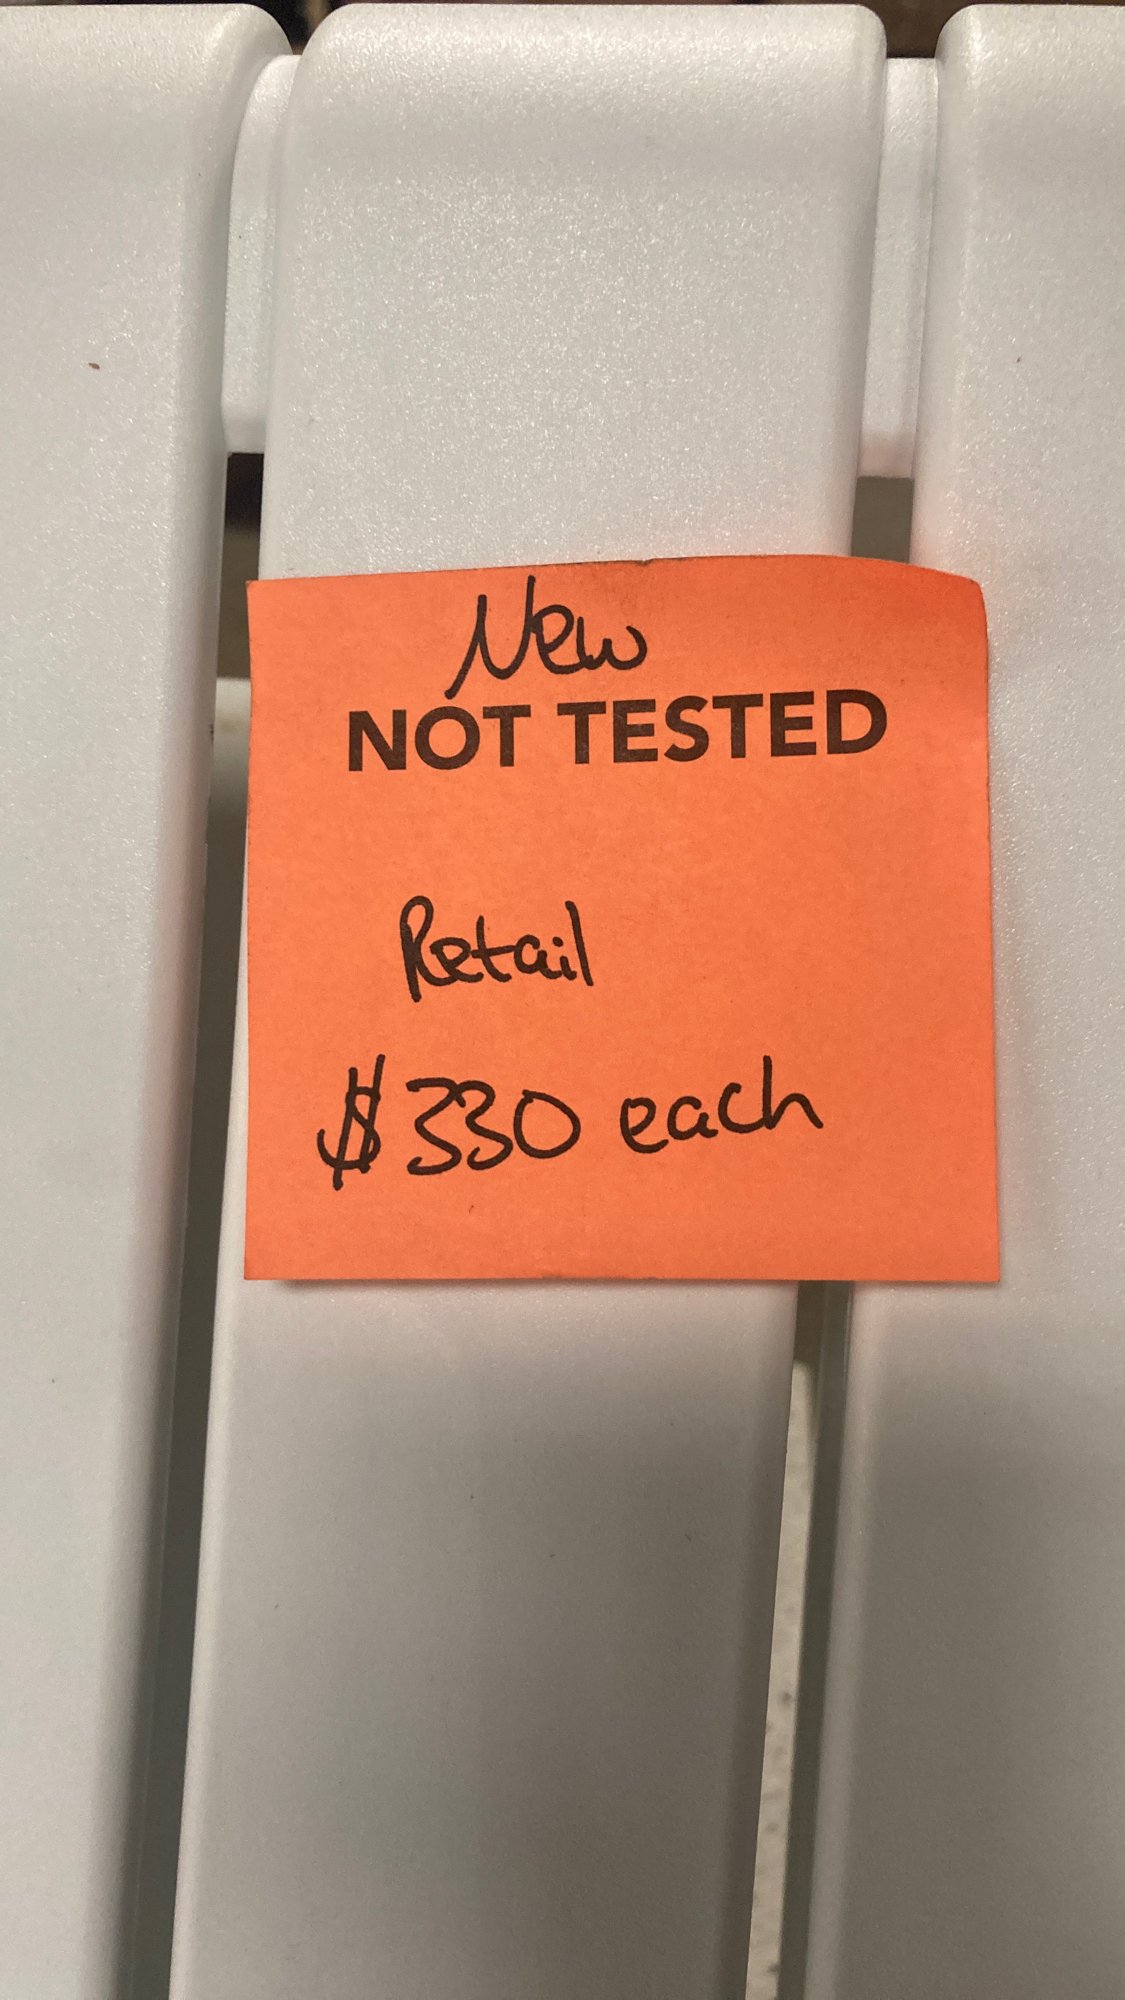 New
NOT TESTED
Retail
$330 each